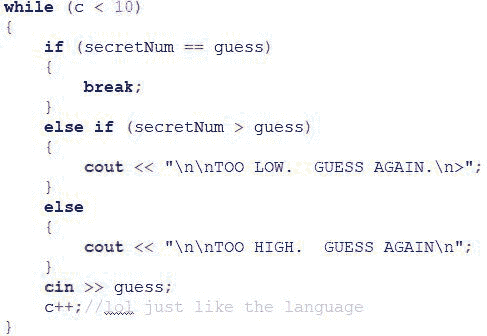 while (c < 10)
{
    if (secretNum == guess)
    {
        break;
    }
    else if (secretNum > guess)
    {
        cout << "\n\nTOO LOW.  GUESS AGAIN.\n>";
    }
    else
    {
        cout << "\n\nTOO HIGH.  GUESS AGAIN\n";
    }
    cin >> guess;
    c++;//lol just like the language
}